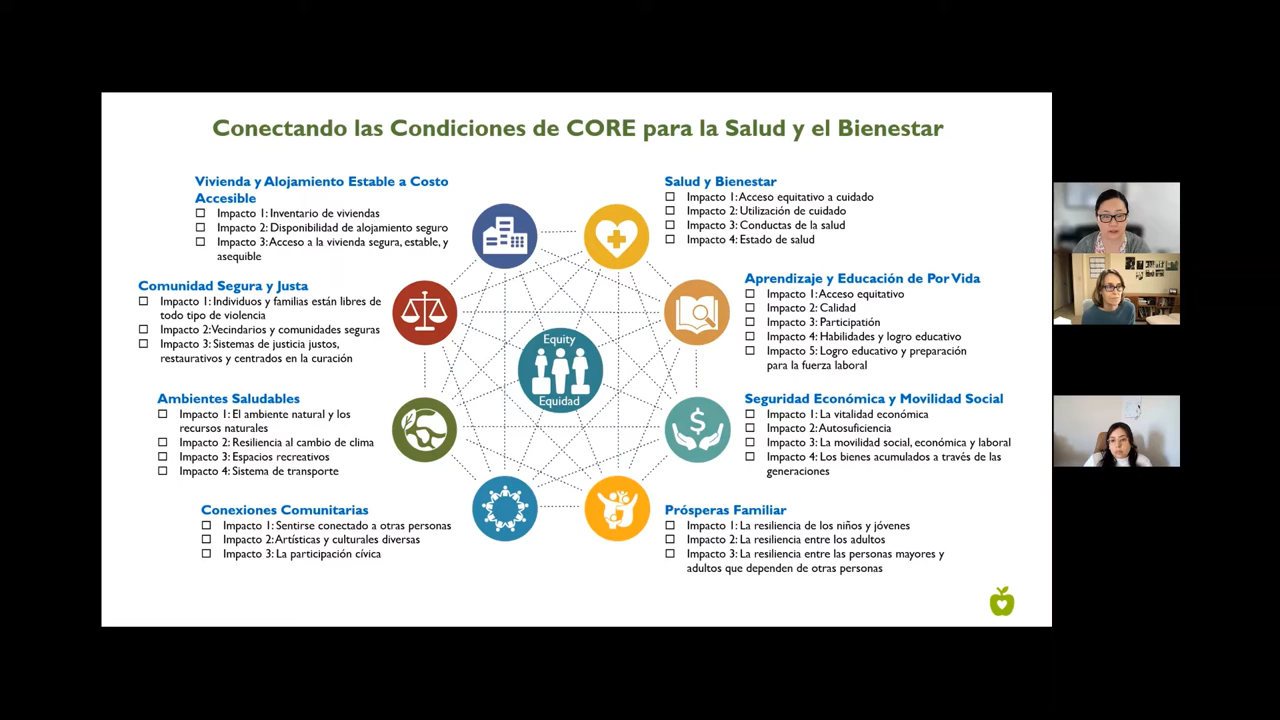 Conectando las Condiciones de CORE para la Salud y el Bienestar
Vivienda y Alojamiento Estable a Costo
Accesible
Impacto 1: Inventario de viviendas
Impacto 2: Disponibilidad de alojamiento seguro
Impacto 3: Acceso a la vivienda segura, estable, y
asequible
Comunidad Segura y Justa
Impacto 1: Individuos y familias están libres de
todo tipo de violencia
Impacto 2: Vecindarios y comunidades seguras
Impacto 3: Sistemas de justicia justos,
restaurativos y centrados en la curación
Ambientes Saludables
Impacto 1: El ambiente natural y los
recursos naturales
Impacto 2: Resiliencia al cambio de clima
Impacto 3: Espacios recreativos
Impacto 4: Sistema de transporte
Conexiones Comunitarias
Impacto 1: Sentirse conectado a otras personas
Impacto 2: Artísticas y culturales diversas
Impacto 3: La participación cívica
Equity
Equidad
$
Salud y Bienestar
Impacto 1: Acceso equitativo a cuidado
Impacto 2: Utilización de cuidado
Impacto 3: Conductas de la salud
Impacto 4: Estado de salud
Aprendizaje y Educación de Por Vida
Impacto 1: Acceso equitativo
Impacto 2: Calidad
Impacto 3: Participatión
Impacto 4: Habilidades y logro educativo
Impacto 5: Logro educativo y preparación
para la fuerza laboral
Seguridad Económica y Movilidad Social
Impacto 1: La vitalidad económica
Impacto 2: Autosuficiencia
Impacto 3: La movilidad social, económica y laboral
Impacto 4: Los bienes acumulados a través de las
generaciones
Prósperas Familiar
Impacto 1: La resiliencia de los niños y jóvenes
Impacto 2: La resiliencia entre los adultos
Impacto 3: La resiliencia entre las personas mayores y
adultos que dependen de otras personas